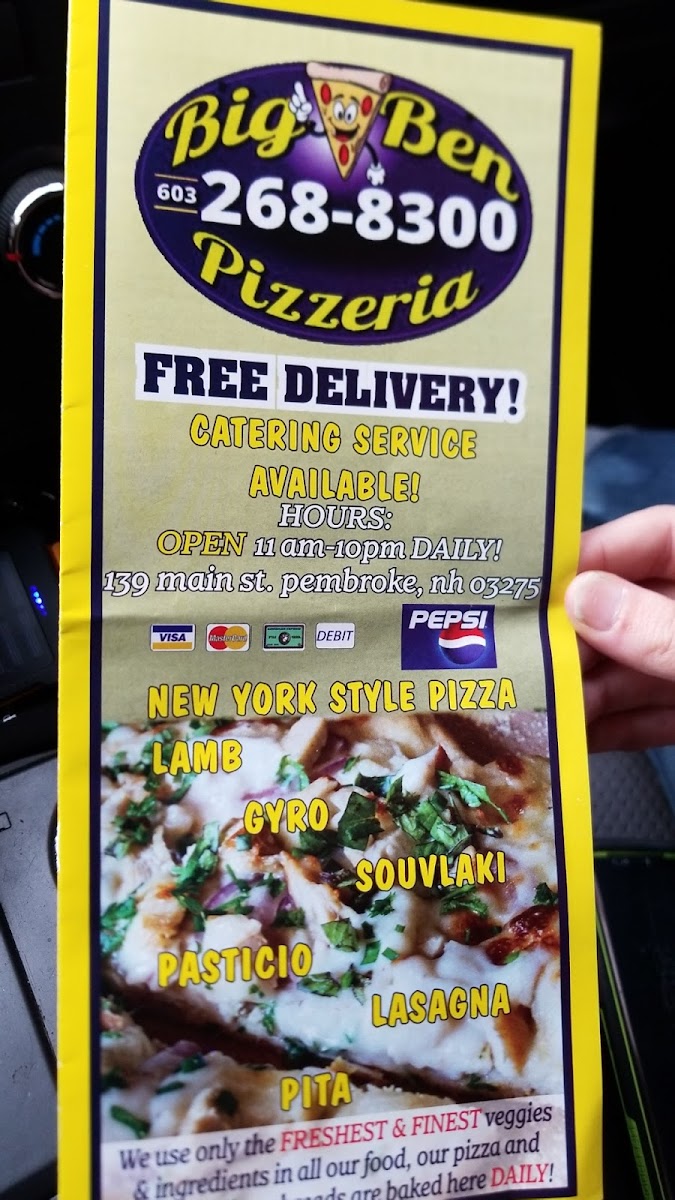 Big Ben
603 268-8300
Pizzeria
FREE DELIVERY!
CATERING SERVICE
AVAILABLE!
HOURS:
OPEN 11 am-10pm DAILY!
139 main st. pembroke, nh 03275
VISA MasterCard DEBIT PEPSI
NEW YORK STYLE PIZZA
LAMB
GYRO
SOUVLAKI
PASTICIO
LASAGNA
PITA
We use only the FRESHEST & FINEST veggies
& ingredients in all our food, our pizza and
are baked here DAILY!